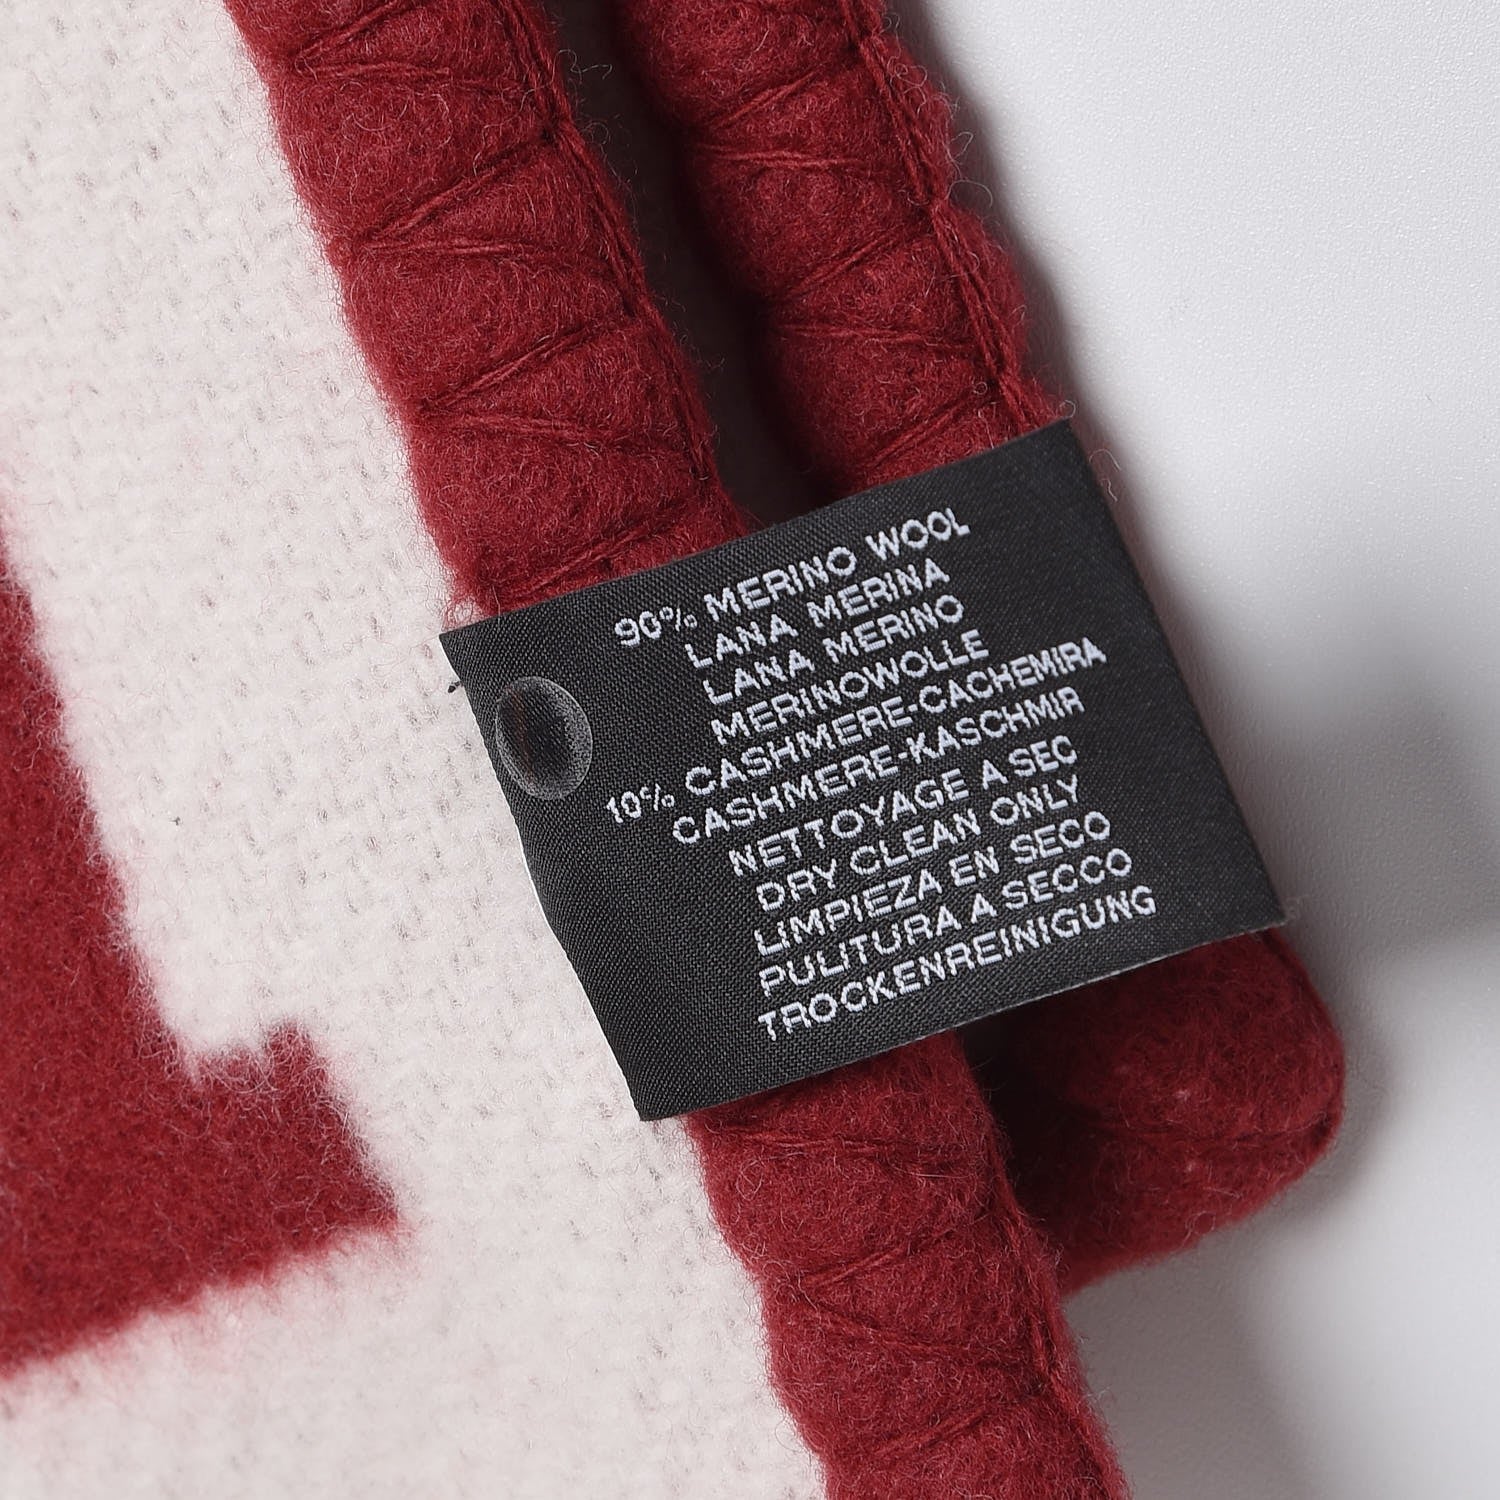 90% MERINO WOOL
LANA MERINA
LANA MERINO
MERINOWOLLE
10% CASHMERE-CACHEMIRA
CASHMERE-KASCHMIR
NETTOYAGE A SEC
DRY CLEAN ONLY
LIMPIEZA EN SECO
PULITURA A SECCO
TROCKENREINIGUNG